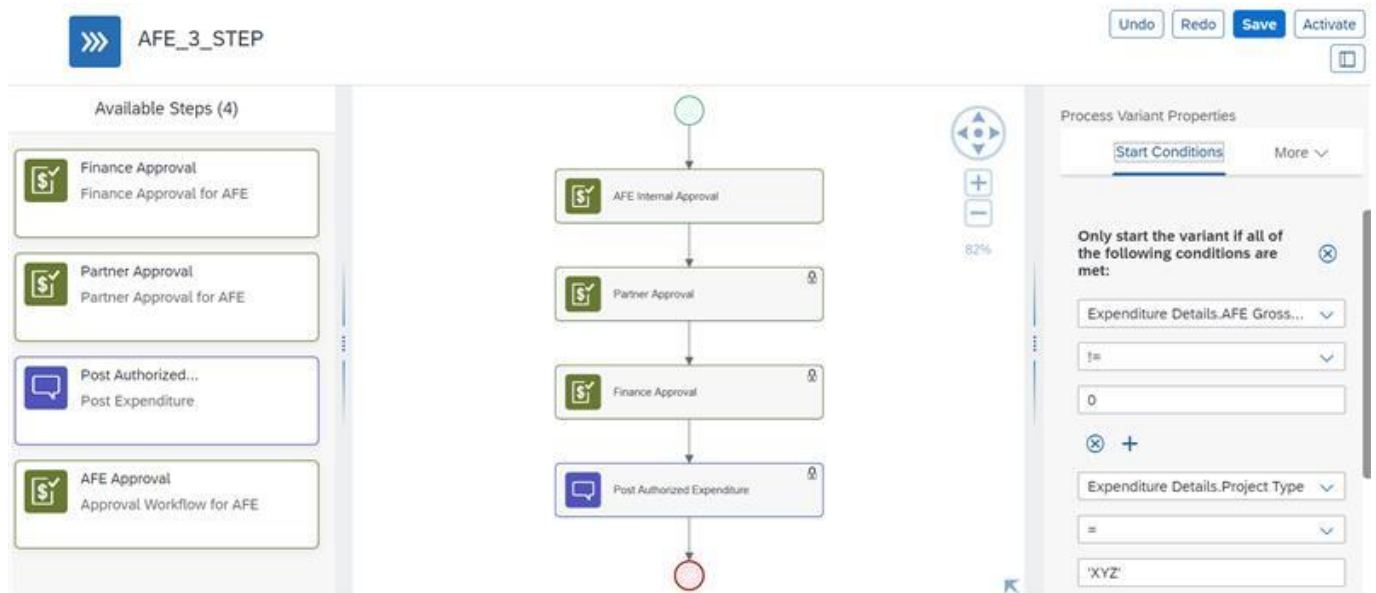 AFE_3_STEP
Undo
Redo
Save
Activate
Available Steps (4)
Finance Approval
Finance Approval for AFE
Partner Approval
Partner Approval for AFE
Post Authorized...
Post Expenditure
AFE Approval
Approval Workflow for AFE
AFE Internal Approval
Partner Approval
Finance Approval
Post Authorized Expenditure
82%
Process Variant Properties
Start Conditions
More
Only start the variant if all of
the following conditions are
met:
Expenditure Details.AFE Gross...
!=
0
Expenditure Details.Project Type
=
'XYZ'